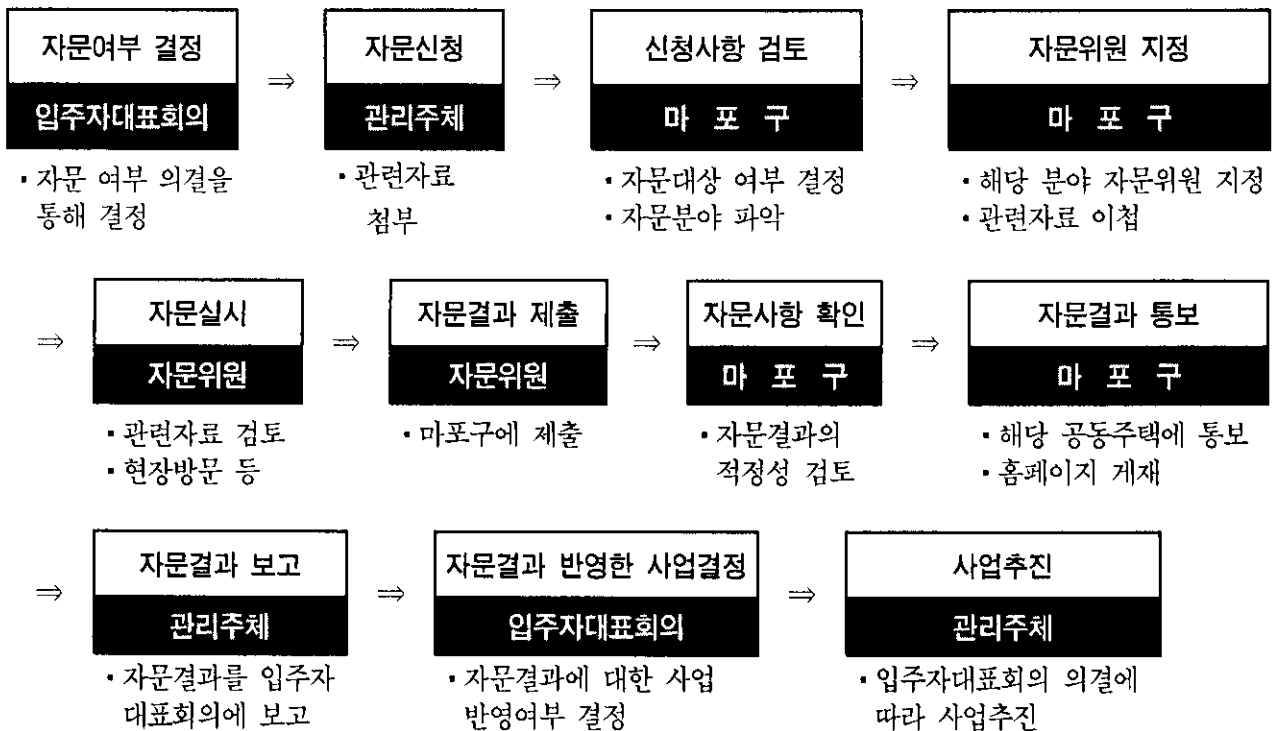 자문여부 결정 ⇒ 자문신청 ⇒ 신청사항 검토 ⇒ 자문위원 지정
입주자대표회의 관리주체 마 포 구 마 포 구
▪ 자문 여부 의결을 ▪ 관련자료 ▪ 자문대상 여부 결정 ▪ 해당 분야 자문위원 지정
통해 결정 첨부 ▪ 자문분야 파악 ▪ 관련자료 이첩
⇒ 자문실시 ⇒ 자문결과 제출 ⇒ 자문사항 확인 ⇒ 자문결과 통보
자문위원 자문위원 마 포 구 마 포 구
▪ 관련자료 검토 ▪ 마포구에 제출 ▪ 자문결과의 ▪ 해당 공동주택에 통보
▪ 현장방문 등 적정성 검토 ▪ 홈페이지 게재
⇒ 자문결과 보고 ⇒ 자문결과 반영한 사업결정 ⇒ 사업추진
관리주체 입주자대표회의 관리주체
▪ 자문결과를 입주자 ▪ 자문결과에 대한 사업 ▪ 입주자대표회의 의결에
대표회의에 보고 반영여부 결정 따라 사업추진